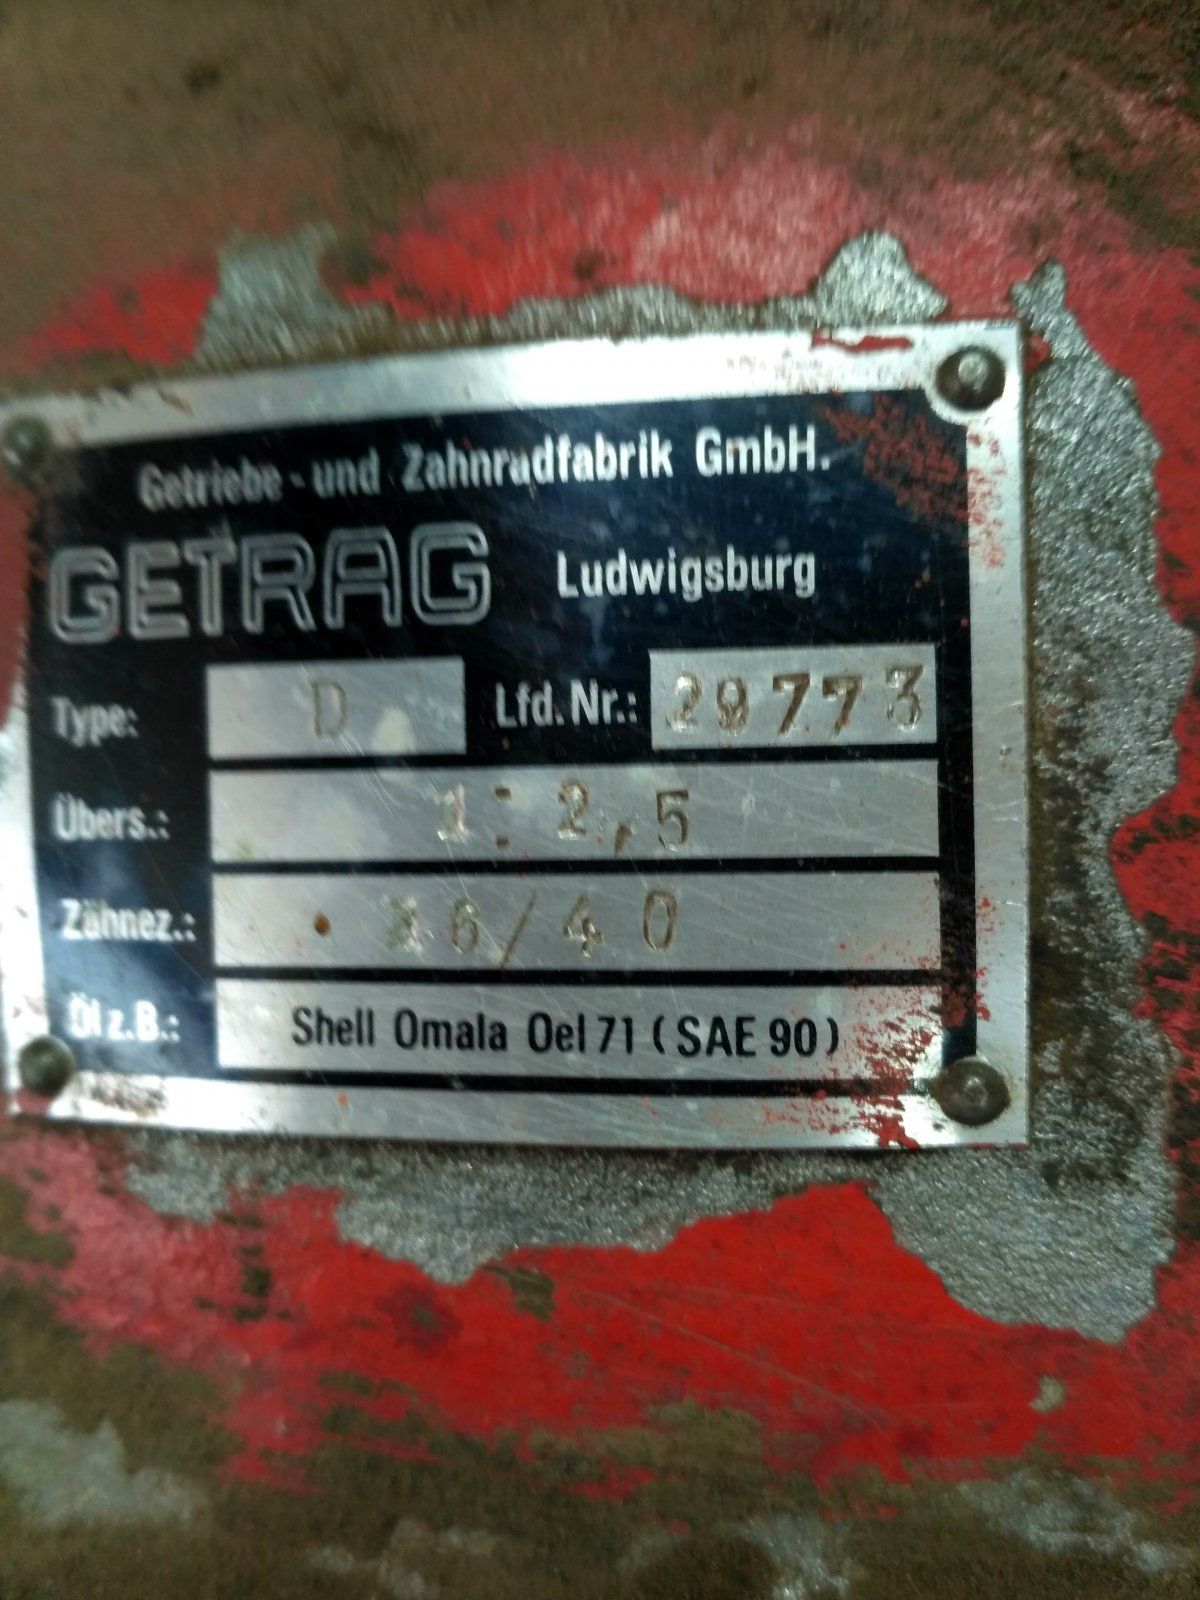 Getriebe - und Zahnradfabrik GmbH.
GETRAG Ludwigsburg
Type: D Lfd. Nr.: 29773
Übers.: 1:2,5
Zähnez.: 16/40
Öl z.B.: Shell Omala Oel 71 (SAE 90)